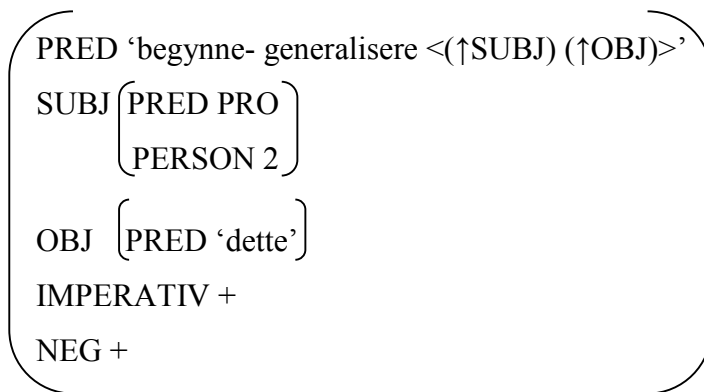 PRED ‘begynne- generalisere <(↑SUBJ) (↑OBJ)>’
SUBJ PRED PRO
PERSON 2
OBJ PRED ‘dette’
IMPERATIV +
NEG +